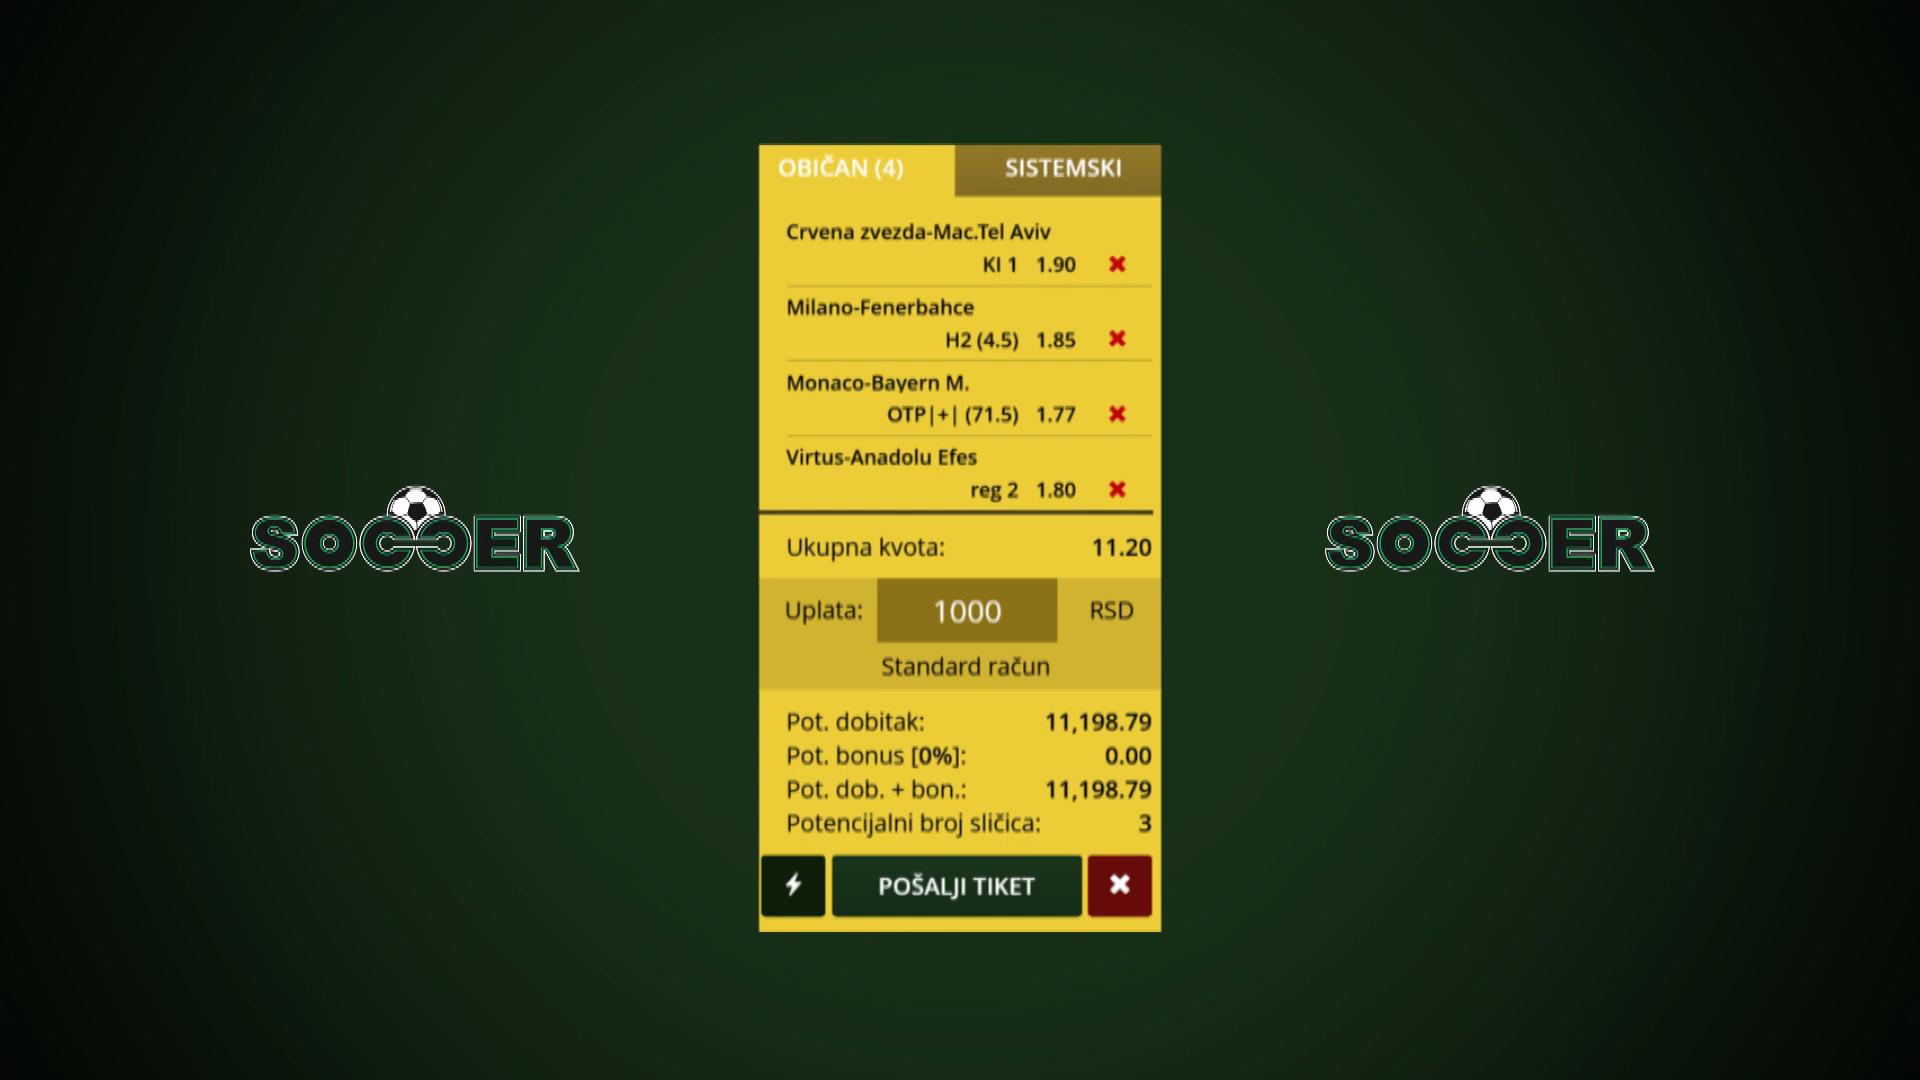 OBIČAN (4) SISTEMSKI
Crvena zvezda-Mac.Tel Aviv
KI 1 1.90
Milano-Fenerbahce
H2 (4.5) 1.85
Monaco-Bayern M.
OTP|+| (71.5) 1.77
Virtus-Anadolu Efes
reg 2 1.80
Ukupna kvota: 11.20
Uplata: 1000 RSD
Standard račun
Pot. dobitak: 11,198.79
Pot. bonus [0%]: 0.00
Pot. dob. + bon.: 11,198.79
Potencijalni broj sličica: 3
POŠALJI TIKET
SOCCER
SOCCER